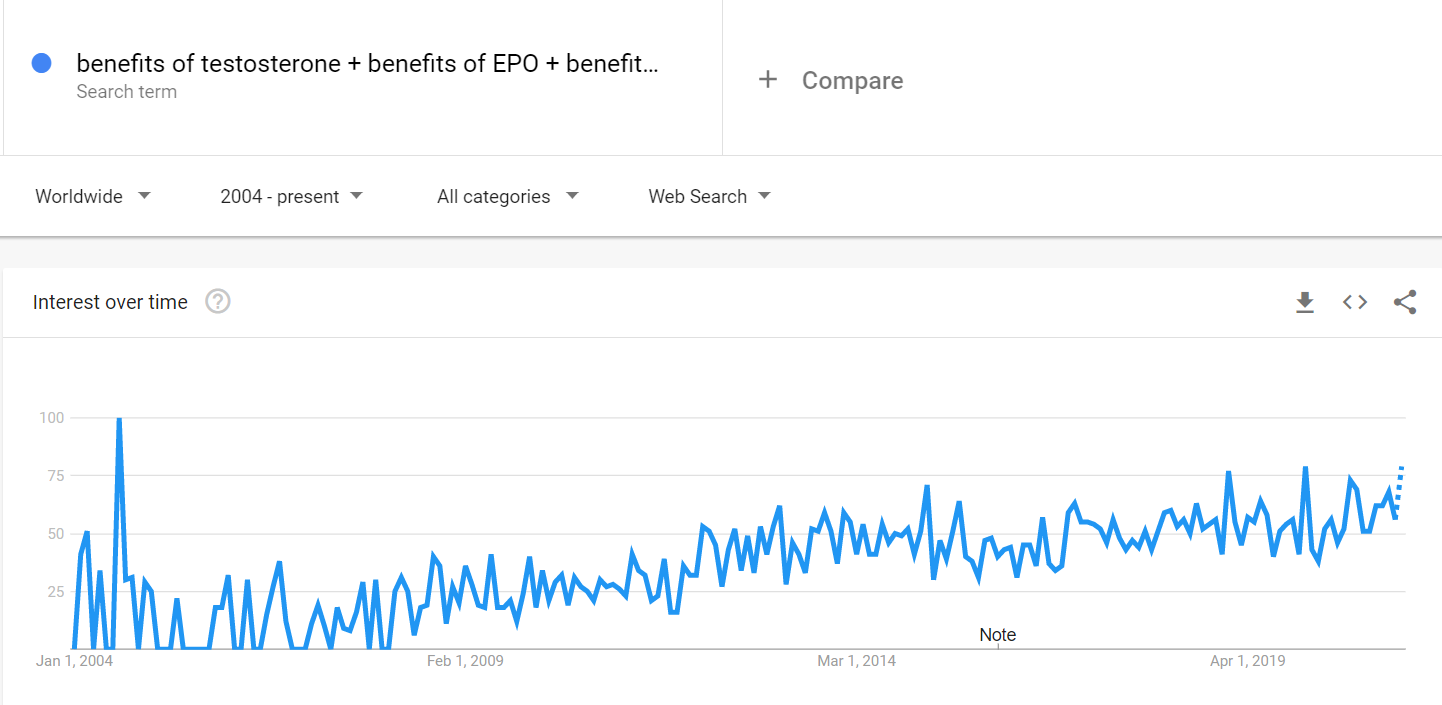 benefits of testosterone + benefits of EPO + benefit...
Search term
+ Compare
Worldwide
2004 - present
All categories
Web Search
Interest over time
?
100
75
50
25
Note
Jan 1, 2004
Feb 1, 2009
Mar 1, 2014
Apr 1, 2019